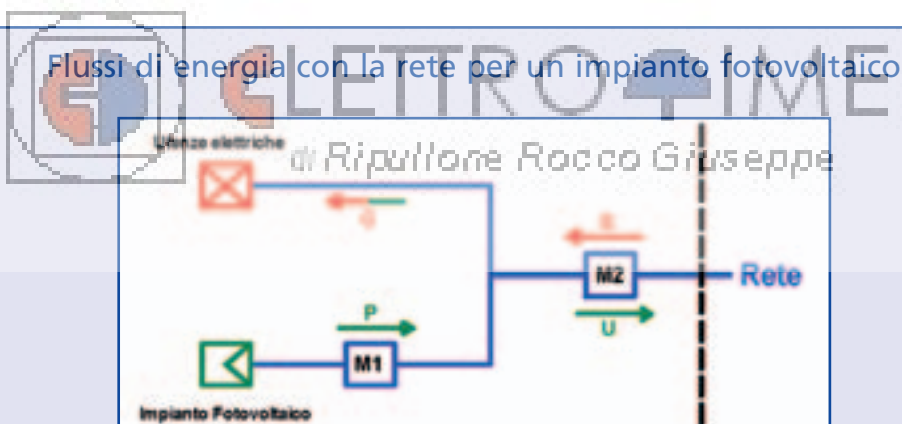 Flussi di energia con la rete per un impianto fotovoltaico
ELETTROTIME
di Ripullone Rocco Giuseppe
Utenze elettriche
M2
Rete
U
P
M1
Impianto Fotovoltaico